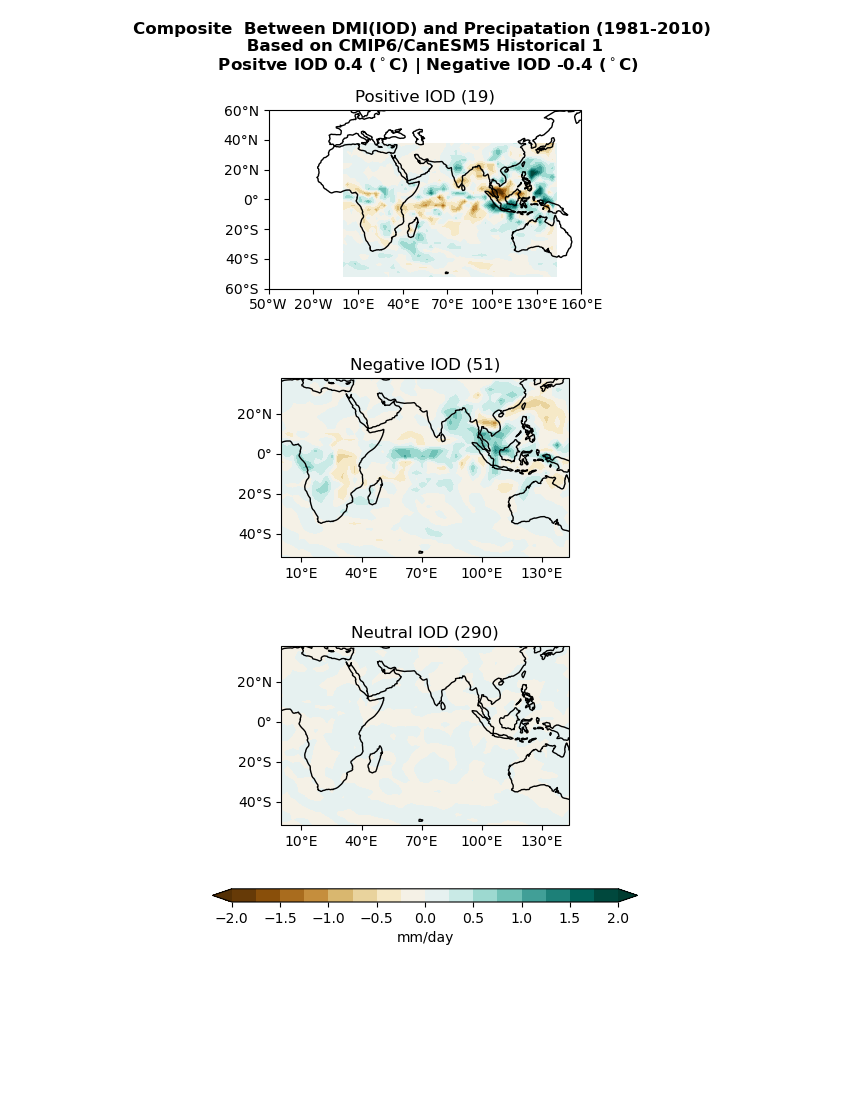 Composite  Between DMI(IOD) and Precipatation (1981-2010)
Based on CMIP6/CanESM5 Historical 1
Positve IOD 0.4 (°C) | Negative IOD -0.4 (°C)
Positive IOD (19)
60°N
40°N
20°N
0°
20°S
40°S
60°S
50°W 20°W 10°E 40°E 70°E 100°E 130°E 160°E
Negative IOD (51)
20°N
0°
20°S
40°S
10°E 40°E 70°E 100°E 130°E
Neutral IOD (290)
20°N
0°
20°S
40°S
10°E 40°E 70°E 100°E 130°E
−2.0 −1.5 −1.0 −0.5 0.0 0.5 1.0 1.5 2.0
mm/day